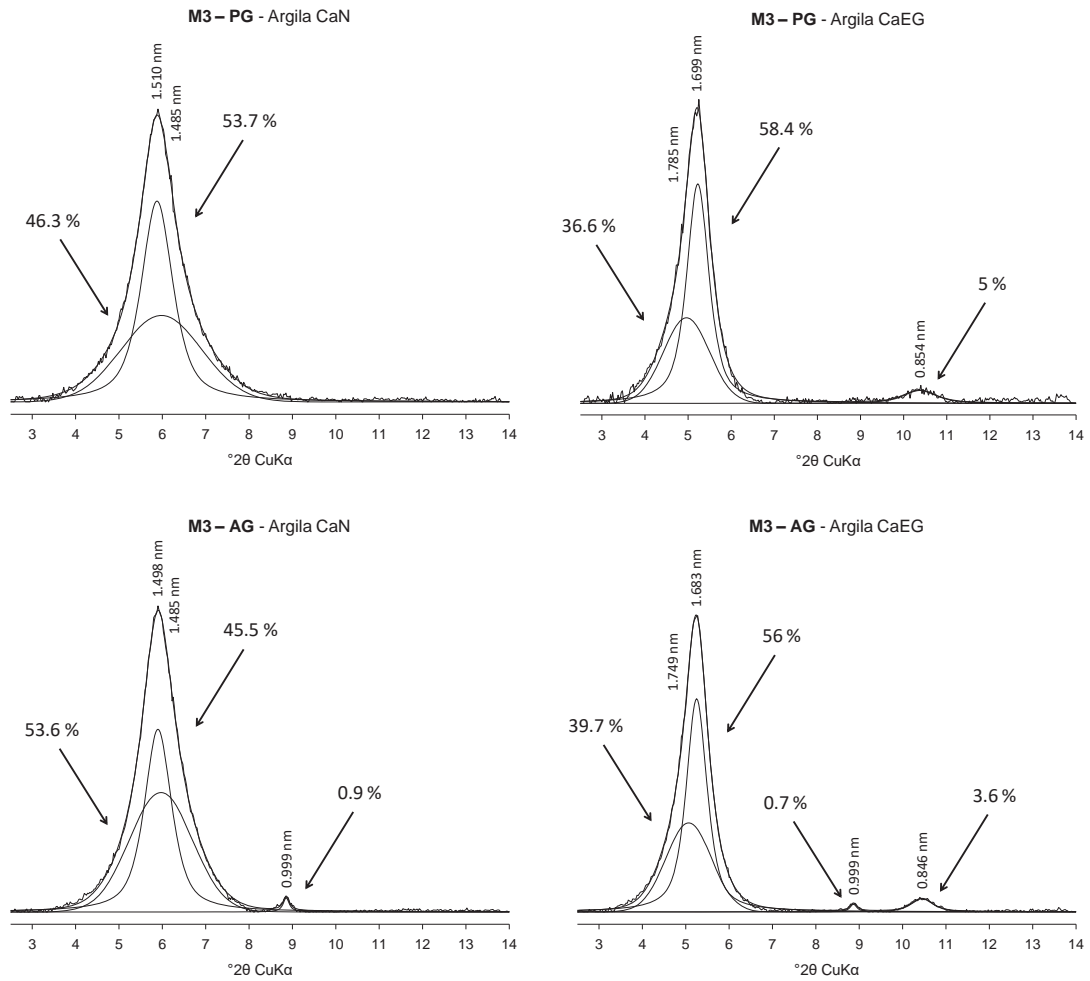 M3 – PG - Argila CaN
1.510 nm
1.485 nm
53.7 %
46.3 %
3 4 5 6 7 8 9 10 11 12 13 14
°2θ CuKα
M3 – PG - Argila CaEG
1.699 nm
1.785 nm
58.4 %
36.6 %
5 %
0.854 nm
3 4 5 6 7 8 9 10 11 12 13 14
°2θ CuKα
M3 – AG - Argila CaN
1.498 nm
1.485 nm
45.5 %
53.6 %
0.9 %
0.999 nm
3 4 5 6 7 8 9 10 11 12 13 14
°2θ CuKα
M3 – AG - Argila CaEG
1.683 nm
1.749 nm
56 %
39.7 %
0.7 %
3.6 %
0.999 nm
0.846 nm
3 4 5 6 7 8 9 10 11 12 13 14
°2θ CuKα